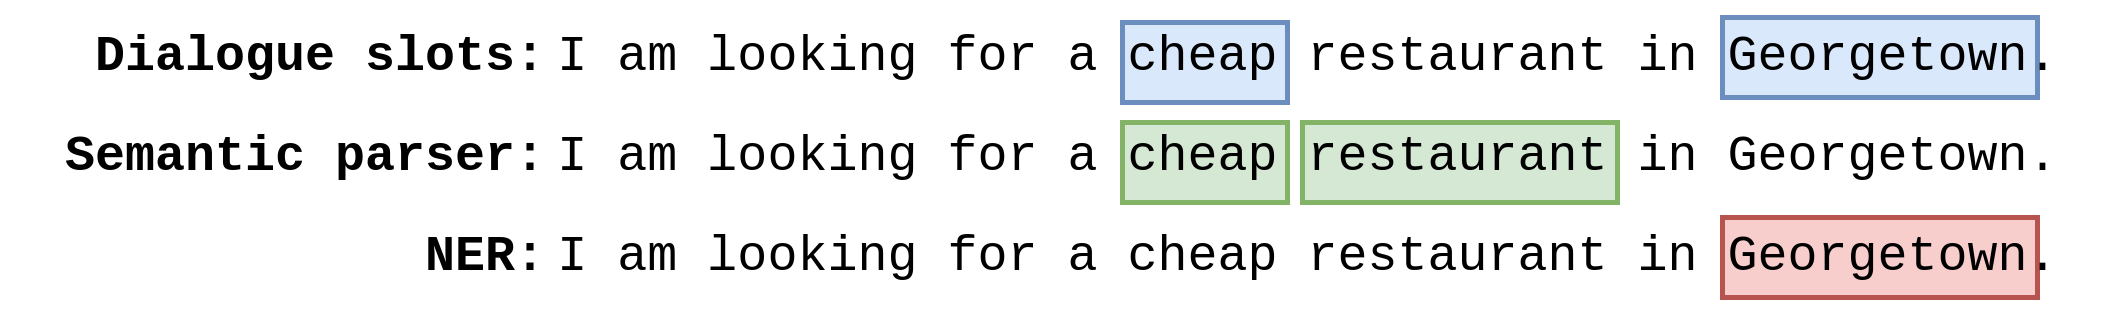 Dialogue slots: I am looking for a cheap restaurant in Georgetown.
Semantic parser: I am looking for a cheap restaurant in Georgetown.
NER: I am looking for a cheap restaurant in Georgetown.